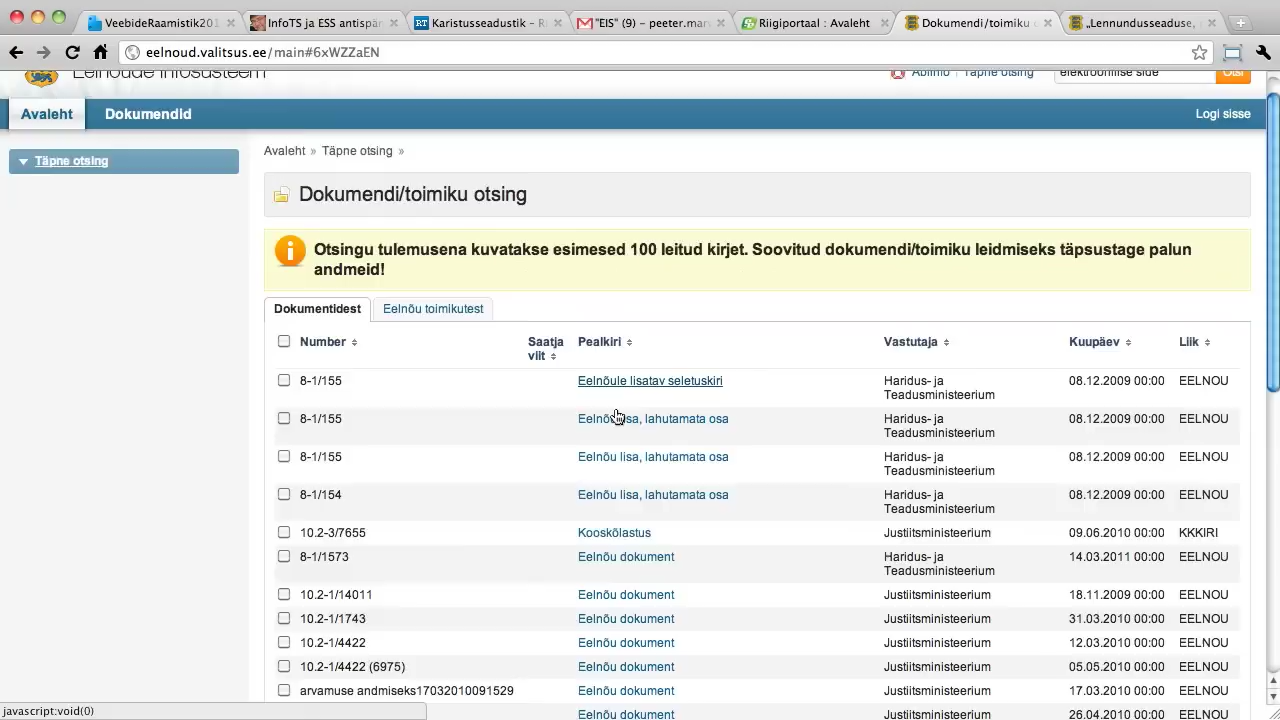 VeebideRaamistik201
InfoTS ja ESS antispän
Karistusseadustik - Ri
"EIS" (9) - peeter.mar
Riigiportaal : Avaleht
Dokumendi/toimiku o
„Lennundusseaduse,
eelnoud.valitsus.ee/main#6xWZZaEN
Eelnõude infosüsteem
Abiinfo | Täpne otsing
elektroonilise side
Otsi
Avaleht Dokumendid
Logi sisse
Täpne otsing
Avaleht » Täpne otsing »
Dokumendi/toimiku otsing
Otsingu tulemusena kuvatakse esimesed 100 leitud kirjet. Soovitud dokumendi/toimiku leidmiseks täpsustage palun
andmeid!
Dokumentidest Eelnõu toimikutest
Number Saatja viit Pealkiri Vastutaja Kuupäev Liik
8-1/155 Eelnõule lisatav seletuskiri Haridus- ja Teadusministeerium 08.12.2009 00:00 EELNOU
8-1/155 Eelnõu lisa, lahutamata osa Haridus- ja Teadusministeerium 08.12.2009 00:00 EELNOU
8-1/155 Eelnõu lisa, lahutamata osa Haridus- ja Teadusministeerium 08.12.2009 00:00 EELNOU
8-1/154 Eelnõu lisa, lahutamata osa Haridus- ja Teadusministeerium 08.12.2009 00:00 EELNOU
10.2-3/7655 Kooskõlastus Justiitsministeerium 09.06.2010 00:00 KKKIRI
8-1/1573 Eelnõu dokument Haridus- ja Teadusministeerium 14.03.2011 00:00 EELNOU
10.2-1/14011 Eelnõu dokument Justiitsministeerium 18.11.2009 00:00 EELNOU
10.2-1/1743 Eelnõu dokument Justiitsministeerium 31.03.2010 00:00 EELNOU
10.2-1/4422 Eelnõu dokument Justiitsministeerium 12.03.2010 00:00 EELNOU
10.2-1/4422 (6975) Eelnõu dokument Justiitsministeerium 05.05.2010 00:00 EELNOU
arvamuse andmiseks17032010091529 Eelnõu dokument Justiitsministeerium 17.03.2010 00:00 EELNOU
Eelnõu dokument Justiitsministeerium 26.04.2010 00:00 EELNOU
javascript:void(0)